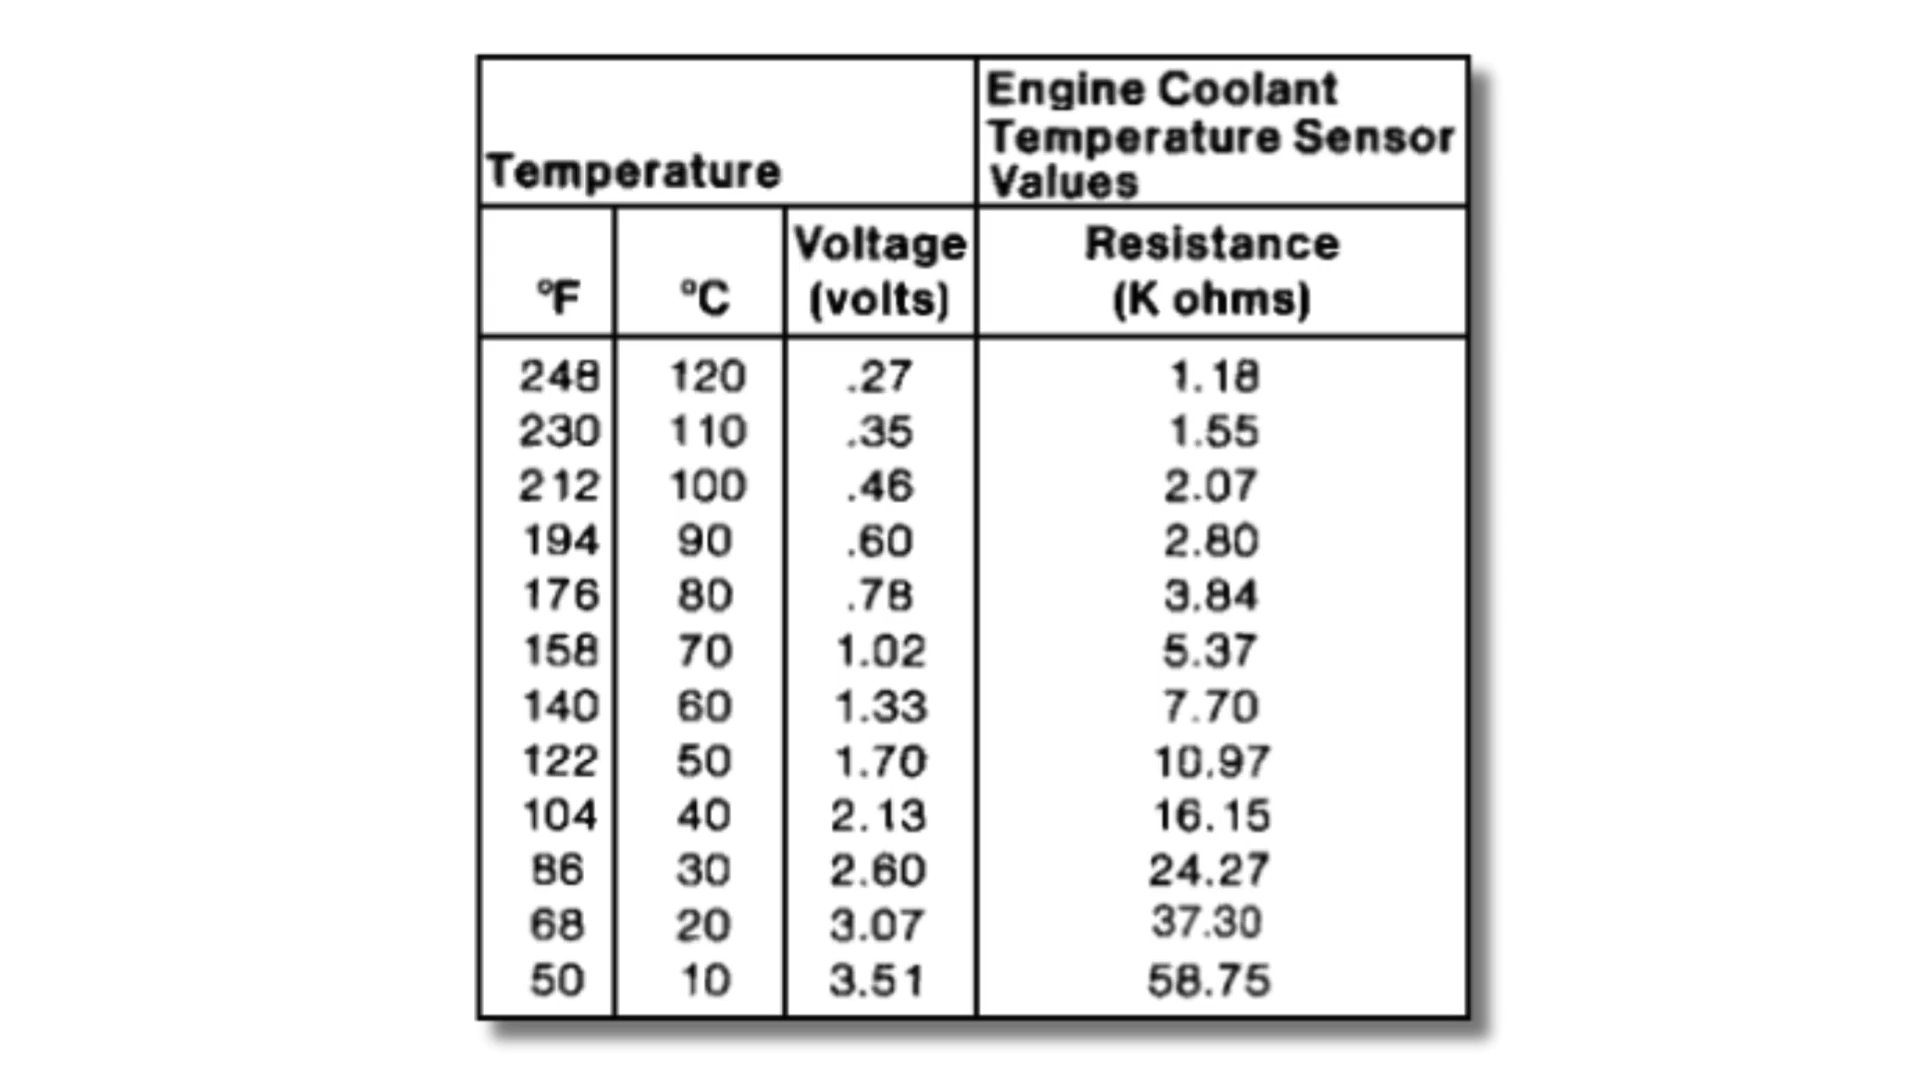 Temperature
Engine Coolant
Temperature Sensor
Values
°F °C Voltage (volts) Resistance (K ohms)
248 120 .27 1.18
230 110 .35 1.55
212 100 .46 2.07
194 90 .60 2.80
176 80 .78 3.84
158 70 1.02 5.37
140 60 1.33 7.70
122 50 1.70 10.97
104 40 2.13 16.15
86 30 2.60 24.27
68 20 3.07 37.30
50 10 3.51 58.75